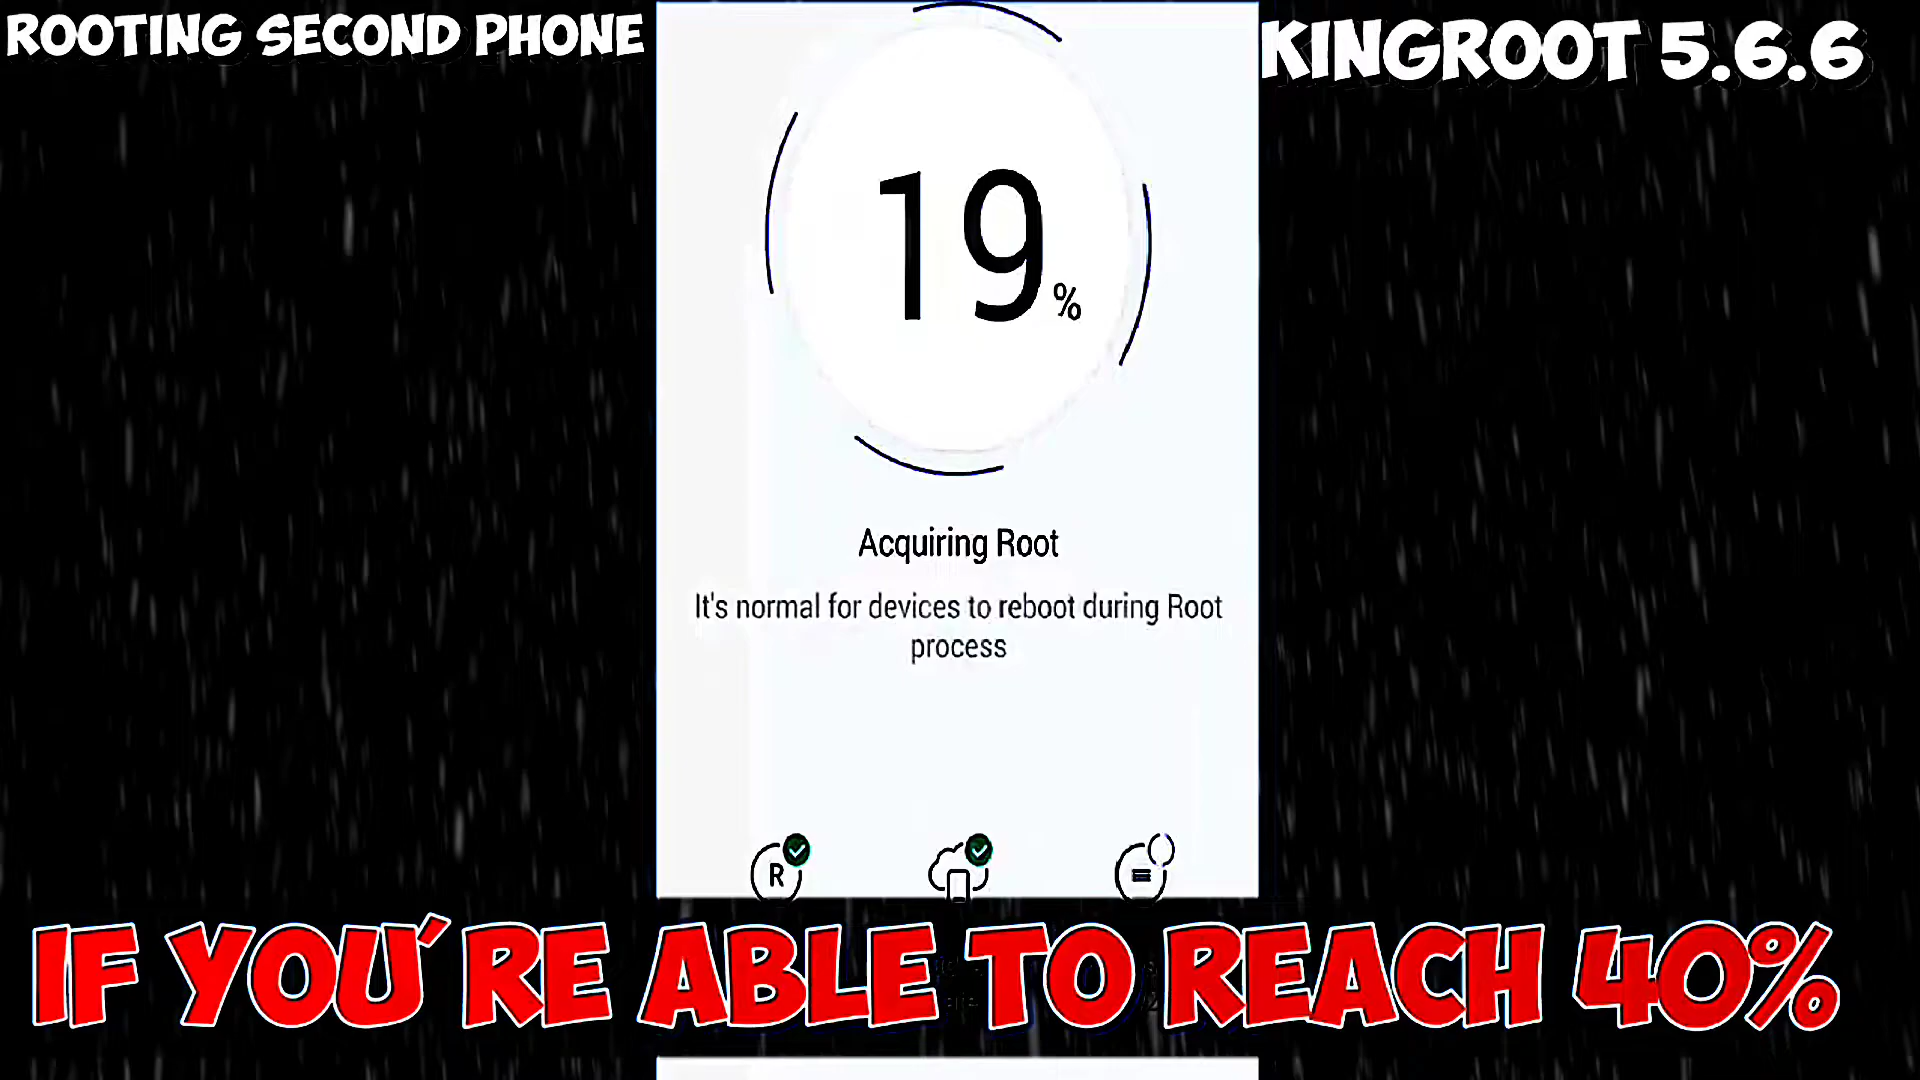 ROOTING SECOND PHONE
KINGROOT 5.6.6
19%
Acquiring Root
It's normal for devices to reboot during Root
process
R
IF YOU´RE ABLE TO REACH 40%